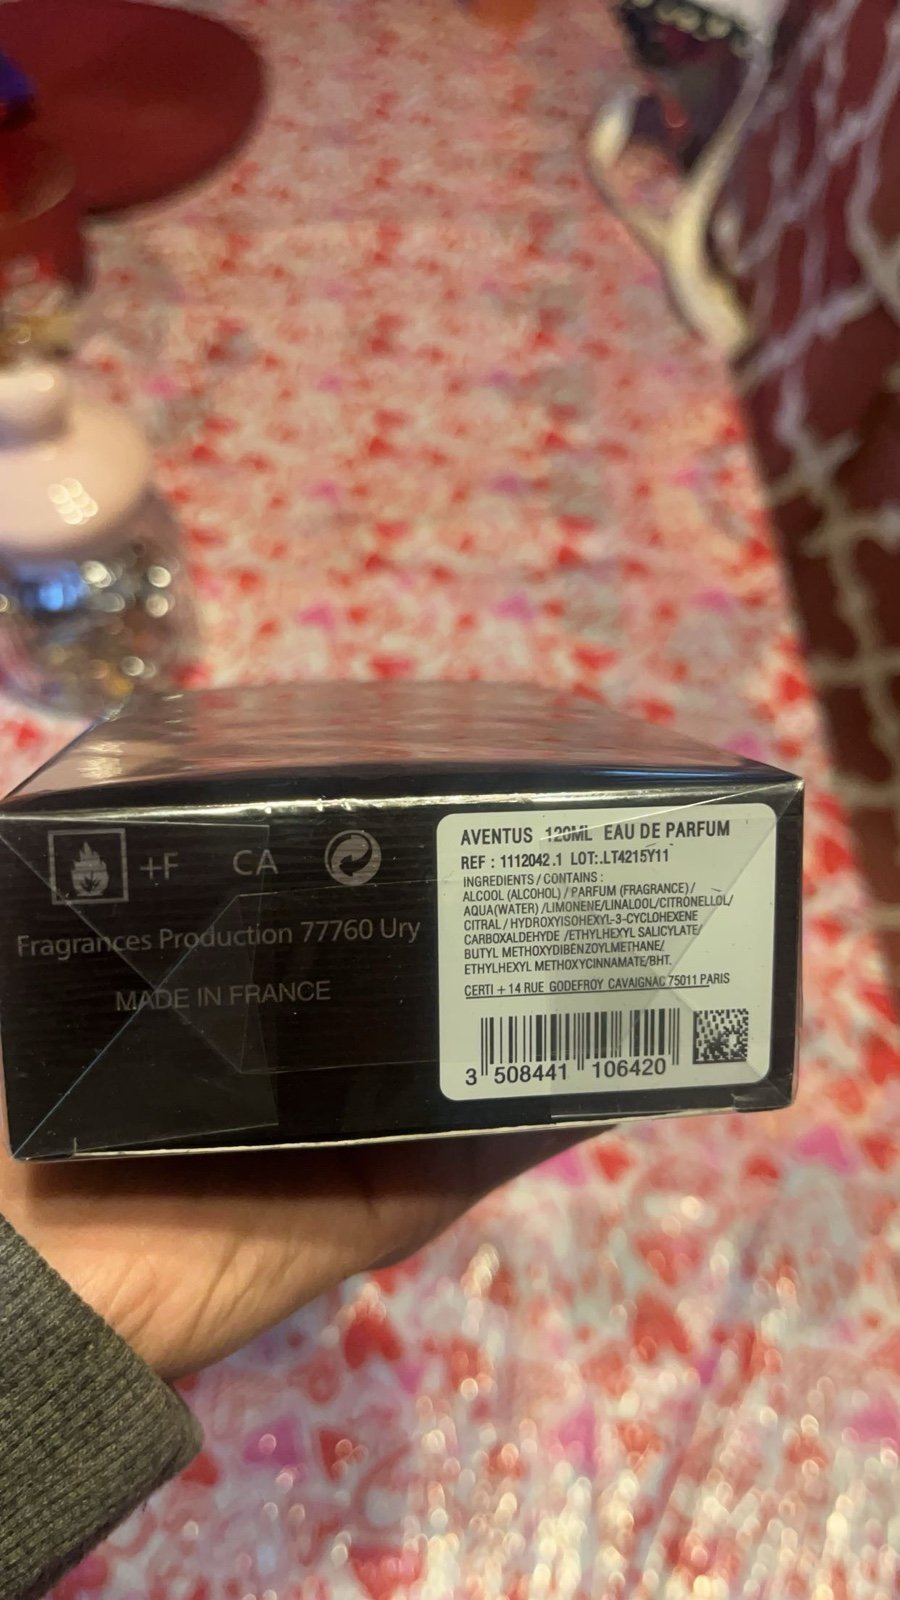 +F CA
Fragrances Production 77760 Ury
MADE IN FRANCE
AVENTUS 120ML EAU DE PARFUM
REF : 1112042.1 LOT:.LT4215Y11
INGREDIENTS / CONTAINS :
ALCOOL (ALCOHOL) / PARFUM (FRAGRANCE) /
AQUA(WATER) /LIMONENE/LINALOOL/CITRONELLOL/
CITRAL / HYDROXYISOHEXYL-3-CYCLOHEXENE
CARBOXALDEHYDE /ETHYLHEXYL SALICYLATE/
BUTYL METHOXYDIBENZOYLMETHANE/
ETHYLHEXYL METHOXYCINNAMATE/BHT.
CERTI + 14 RUE GODEFROY CAVAIGNAC 75011 PARIS
3 508441 106420